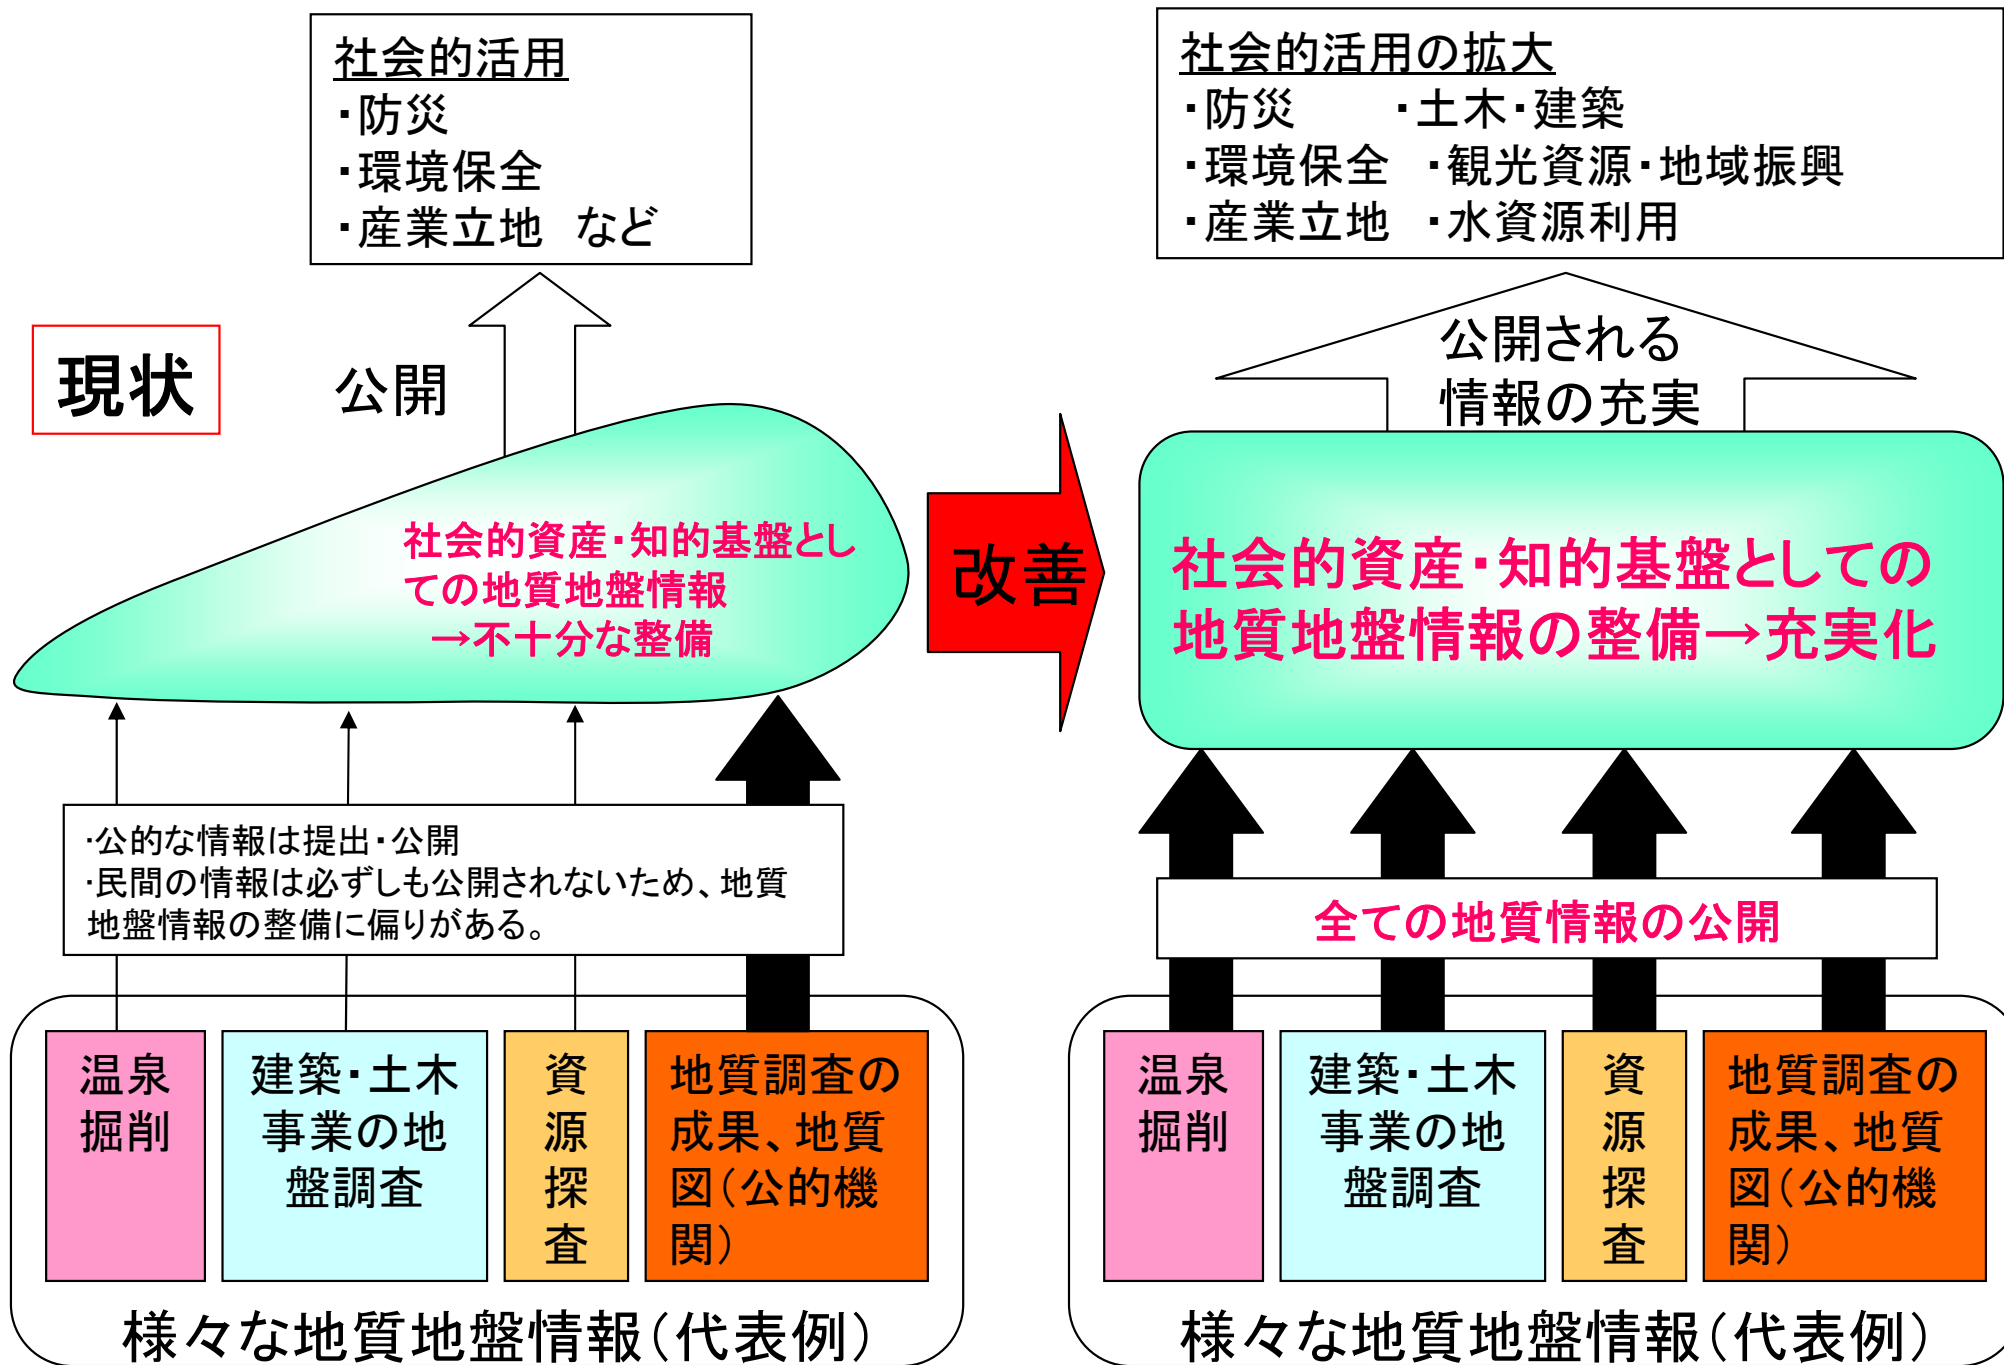 社会的活用
・防災
・環境保全
・産業立地　など
現状
公開
社会的資産・知的基盤とし
ての地質地盤情報
→不十分な整備
・公的な情報は提出・公開
・民間の情報は必ずしも公開されないため、地質
地盤情報の整備に偏りがある。
温泉
掘削
建築・土木
事業の地
盤調査
資
源
探
査
地質調査の
成果、地質
図（公的機
関）
様々な地質地盤情報（代表例）
改善
社会的活用の拡大
・防災　　・土木・建築
・環境保全　・観光資源・地域振興
・産業立地　・水資源利用
公開される
情報の充実
社会的資産・知的基盤としての
地質地盤情報の整備→充実化
全ての地質情報の公開
温泉
掘削
建築・土木
事業の地
盤調査
資
源
探
査
地質調査の
成果、地質
図（公的機
関）
様々な地質地盤情報（代表例）